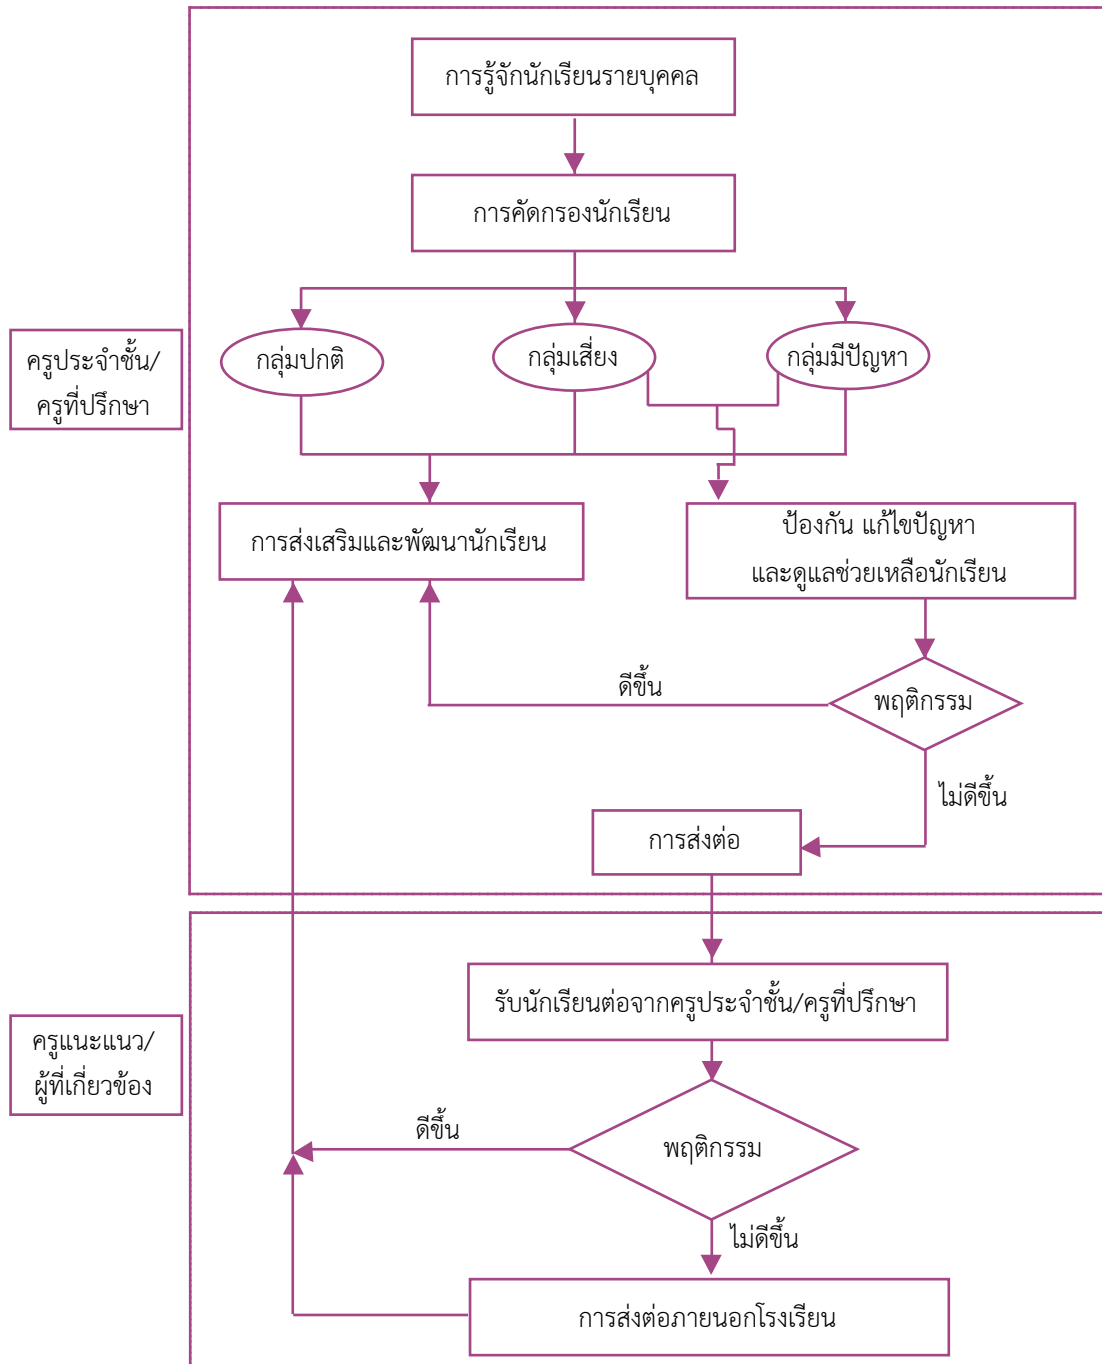 การรู้จักนักเรียนรายบุคคล
การคัดกรองนักเรียน
กลุ่มปกติ
กลุ่มเสี่ยง
กลุ่มมีปัญหา
ครูประจำชั้น/
ครูที่ปรึกษา
การส่งเสริมและพัฒนานักเรียน
ป้องกัน แก้ไขปัญหา
และดูแลช่วยเหลือนักเรียน
ดีขึ้น
พฤติกรรม
ไม่ดีขึ้น
การส่งต่อ
รับนักเรียนต่อจากครูประจำชั้น/ครูที่ปรึกษา
ครูแนะแนว/
ผู้ที่เกี่ยวข้อง
ดีขึ้น
พฤติกรรม
ไม่ดีขึ้น
การส่งต่อภายนอกโรงเรียน